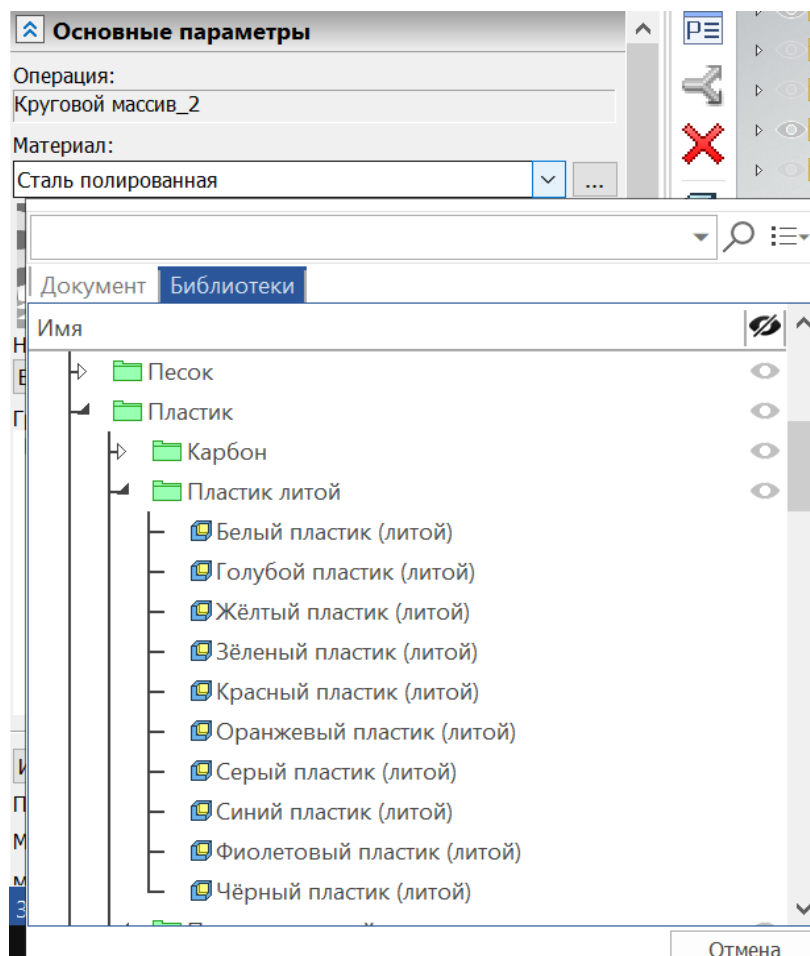 Основные параметры
Операция:
Круговой массив_2
Материал:
Сталь полированная
...
Документ
Библиотеки
Имя
Песок
Пластик
Карбон
Пластик литой
Белый пластик (литой)
Голубой пластик (литой)
Жёлтый пластик (литой)
Зёленый пластик (литой)
Красный пластик (литой)
Оранжевый пластик (литой)
Серый пластик (литой)
Синий пластик (литой)
Фиолетовый пластик (литой)
Чёрный пластик (литой)
Отмена